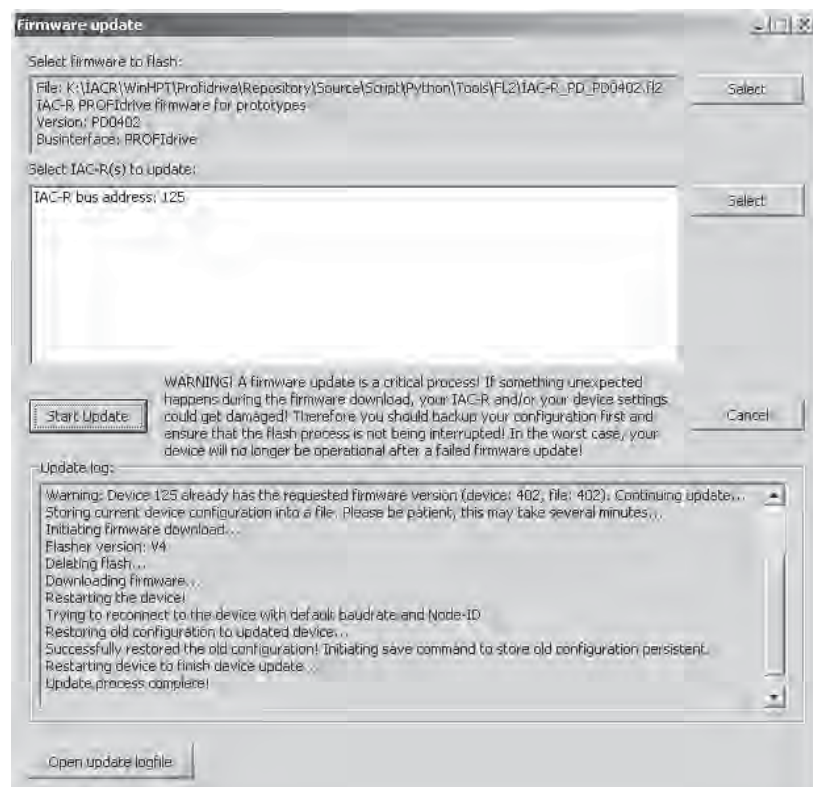 Firmware update
Select firmware to flash:
File: K:\IACR\WinHPT\Profidrive\Repository\Source\Script\Python\Tools\FL2\IAC-R_PD_PD0402.fl2
IAC-R PROFIdrive firmware for prototypes
Version: PD0402
Businterface: PROFIdrive
Select
Select IAC-R(s) to update:
IAC-R bus address: 125
Select
Start Update
WARNING! A firmware update is a critical process! If something unexpected
happens during the firmware download, your IAC-R and/or your device settings
could get damaged! Therefore you should backup your configuration first and
ensure that the flash process is not being interrupted! In the worst case, your
device will no longer be operational after a failed firmware update!
Cancel
Update log:
Warning: Device 125 already has the requested firmware version (device: 402, file: 402). Continuing update...
Storing current device configuration into a file. Please be patient, this may take several minutes...
Initiating firmware download...
Flasher version: V4
Deleting flash...
Downloading firmware...
Restarting the device!
Trying to reconnect to the device with default baudrate and Node-ID
Restoring old configuration to updated device...
Successfully restored the old configuration! Initiating save command to store old configuration persistent.
Restarting device to finish device update...
Update process complete!
Open update logfile